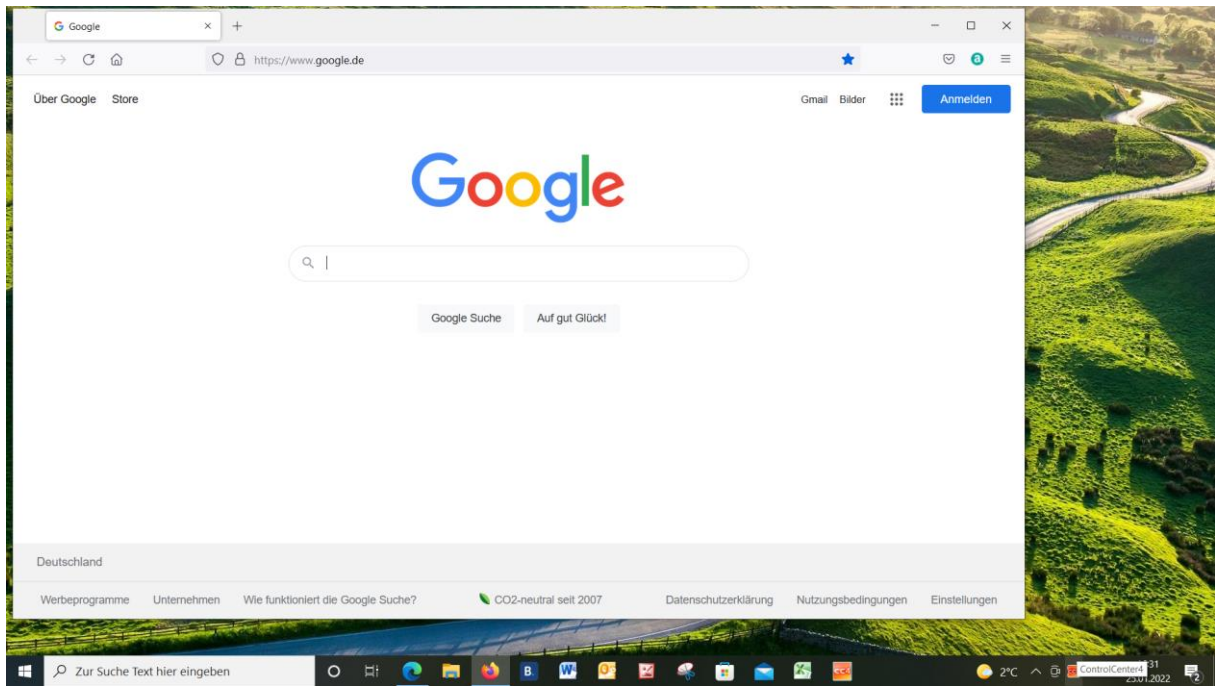 Google
https://www.google.de
Über Google Store
Gmail Bilder
Anmelden
Google
Google Suche Auf gut Glück!
Deutschland
Werbeprogramme Unternehmen Wie funktioniert die Google Suche? CO2-neutral seit 2007 Datenschutzerklärung Nutzungsbedingungen Einstellungen
Zur Suche Text hier eingeben
2°C
ControlCenter4